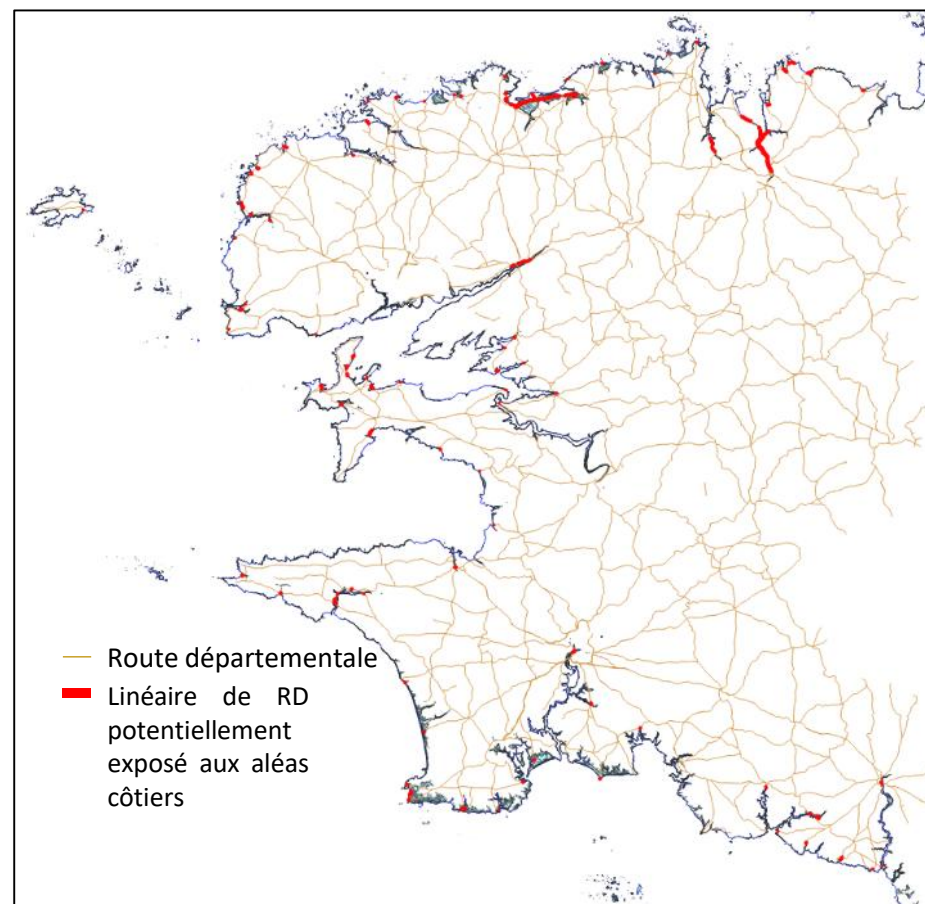 Route départementale
Linéaire de RD
potentiellement
exposé aux aléas
côtiers